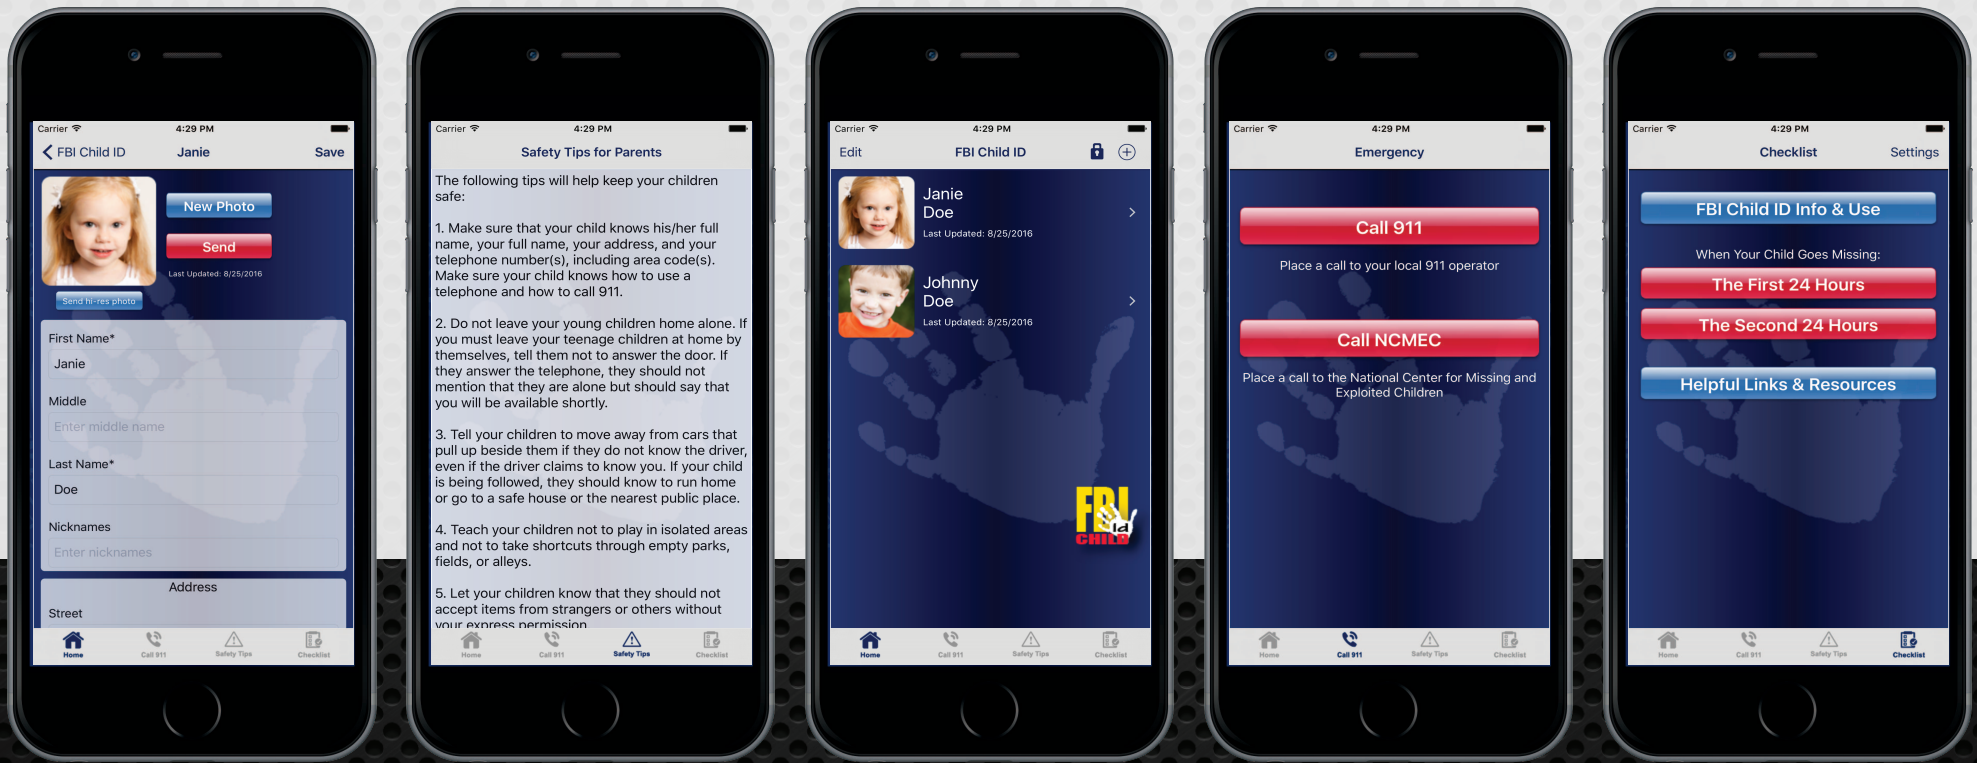 Carrier 4:29 PM
FBI Child ID Janie Save
New Photo
Send
Last Updated: 8/25/2016
Send hi-res photo
First Name*
Janie
Middle
Enter middle name
Last Name*
Doe
Nicknames
Enter nicknames
Address
Street
Home Call 911 Safety Tips Checklist
Carrier 4:29 PM
Safety Tips for Parents
The following tips will help keep your children
safe:
1. Make sure that your child knows his/her full
name, your full name, your address, and your
telephone number(s), including area code(s).
Make sure your child knows how to use a
telephone and how to call 911.
2. Do not leave your young children home alone. If
you must leave your teenage children at home by
themselves, tell them not to answer the door. If
they answer the telephone, they should not
mention that they are alone but should say that
you will be available shortly.
3. Tell your children to move away from cars that
pull up beside them if they do not know the driver,
even if the driver claims to know you. If your child
is being followed, they should know to run home
or go to a safe house or the nearest public place.
4. Teach your children not to play in isolated areas
and not to take shortcuts through empty parks,
fields, or alleys.
5. Let your children know that they should not
accept items from strangers or others without
your express permission
Home Call 911 Safety Tips Checklist
Carrier 4:29 PM
Edit FBI Child ID
Janie
Doe
Last Updated: 8/25/2016
Johnny
Doe
Last Updated: 8/25/2016
FBI
Id
CHILD
Home Call 911 Safety Tips Checklist
Carrier 4:29 PM
Emergency
Call 911
Place a call to your local 911 operator
Call NCMEC
Place a call to the National Center for Missing and
Exploited Children
Home Call 911 Safety Tips Checklist
Carrier 4:29 PM
Checklist Settings
FBI Child ID Info & Use
When Your Child Goes Missing:
The First 24 Hours
The Second 24 Hours
Helpful Links & Resources
Home Call 911 Safety Tips Checklist